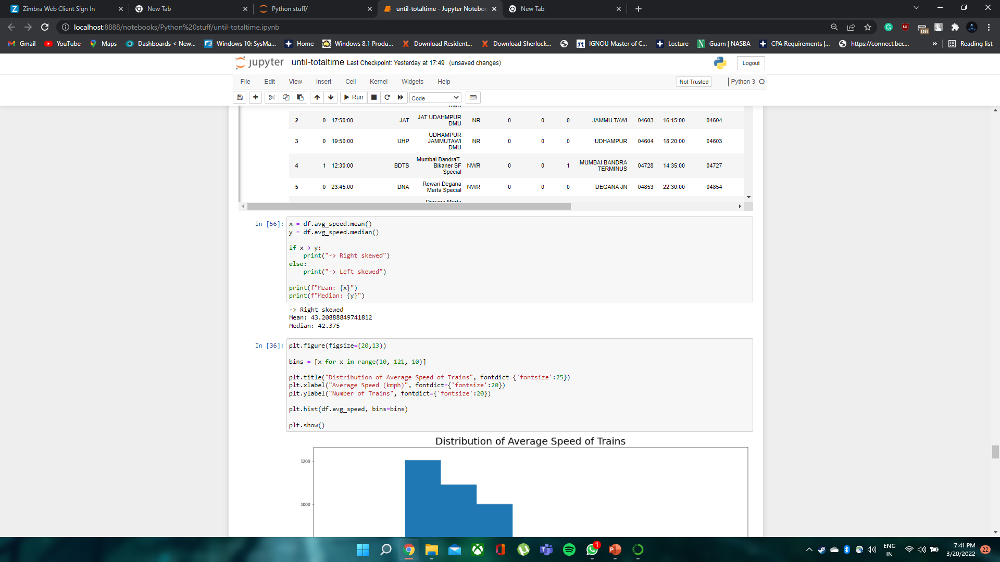 Zimbra Web Client Sign In
New Tab
Python stuff/
until-totaltime - Jupyter Noteboo
New Tab
localhost:8888/notebooks/Python%20stuff/until-totaltime.ipynb
Off
Gmail
YouTube
Maps
Dashboards < New...
Windows 10: SysMa...
Home
Windows 8.1 Produ...
Download Resident...
Download Sherlock...
IGNOU Master of C...
Lecture
Guam | NASBA
CPA Requirements |...
https://connect.bec...
»
Reading list
jupyter until-totaltime Last Checkpoint: Yesterday at 17:49 (unsaved changes)
Logout
File Edit View Insert Cell Kernel Widgets Help
Not Trusted
Python 3
Run
Code
DMU
2 0 17:50:00 JAT JAT UDAHMPUR DMU NR 0 0 0 JAMMU TAWI 04603 16:15:00 04604
3 0 19:50:00 UHP UDHAMPUR JAMMUTAWI DMU NR 0 0 0 UDHAMPUR 04604 18:20:00 04603
4 1 12:30:00 BDTS Mumbai BandraT-Bikaner SF Special NWR 0 0 1 MUMBAI BANDRA TERMINUS 04728 14:35:00 04727
5 0 23:45:00 DNA Rewari Degana Merta Special NWR 0 0 0 DEGANA JN 04853 22:30:00 04854
Degana Merta
In [56]: x = df.avg_speed.mean()
y = df.avg_speed.median()
if x > y:
print("-> Right skewed")
else:
print("-> Left skewed")
print(f"Mean: {x}")
print(f"Median: {y}")
-> Right skewed
Mean: 43.20888849741812
Median: 42.375
In [36]: plt.figure(figsize=(20,13))
bins = [x for x in range(10, 121, 10)]
plt.title("Distribution of Average Speed of Trains", fontdict={'fontsize':25})
plt.xlabel("Average Speed (kmph)", fontdict={'fontsize':20})
plt.ylabel("Number of Trains", fontdict={'fontsize':20})
plt.hist(df.avg_speed, bins=bins)
plt.show()
Distribution of Average Speed of Trains
1200
1000
1
ENG
IN
7:41 PM
3/20/2022
22